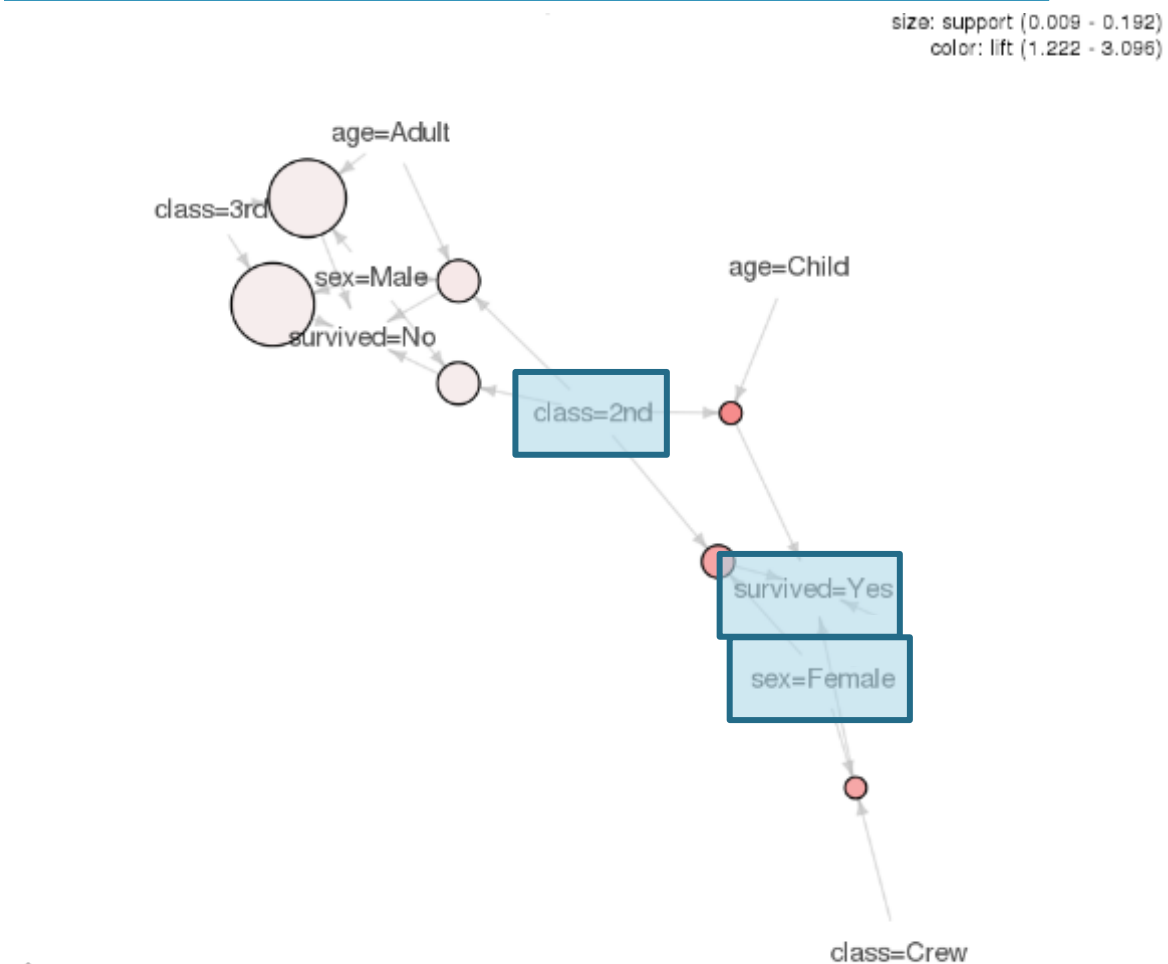 size: support (0.009 - 0.192)
color: lift (1.222 - 3.096)
age=Adult
class=3rd
age=Child
sex=Male
survived=No
class=2nd
survived=Yes
sex=Female
class=Crew